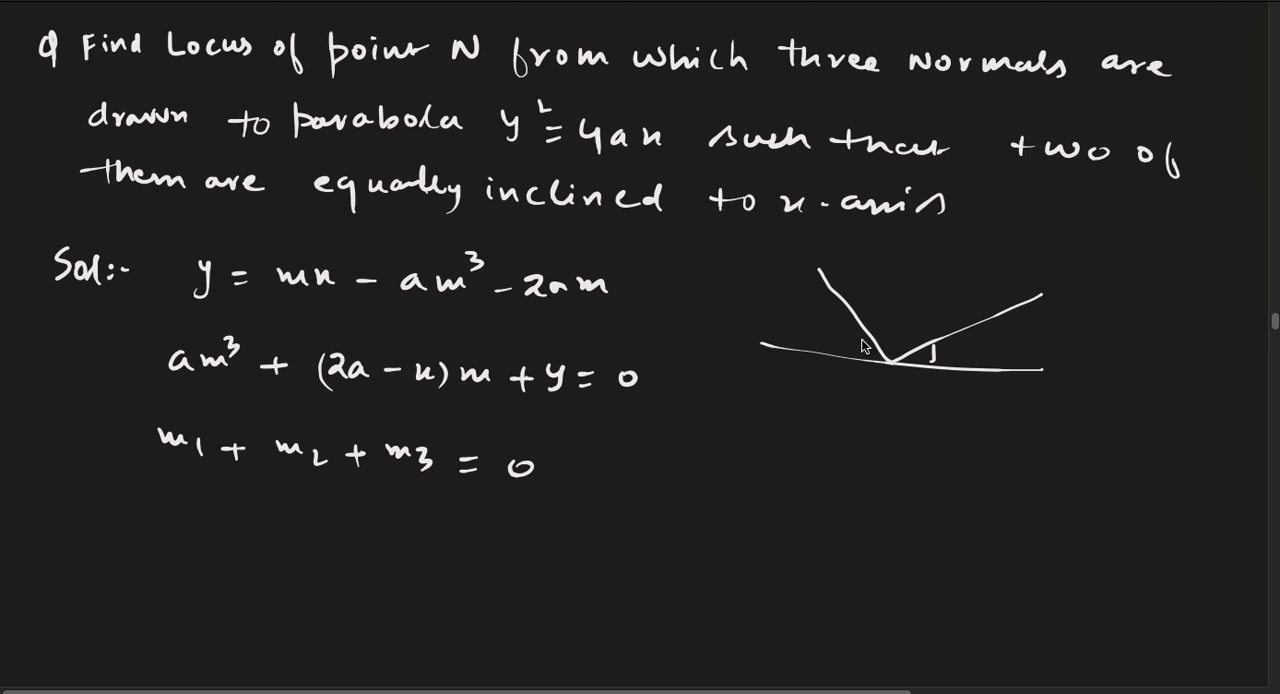 Q Find Locus of point N from which three Normals are
drawn to parabola y² = 4ax such that two of
them are equally inclined to x-axis
Sol:- y = mx - am³ - 2am
am³ + (2a - x)m + y = 0
m₁ + m₂ + m₃ = 0